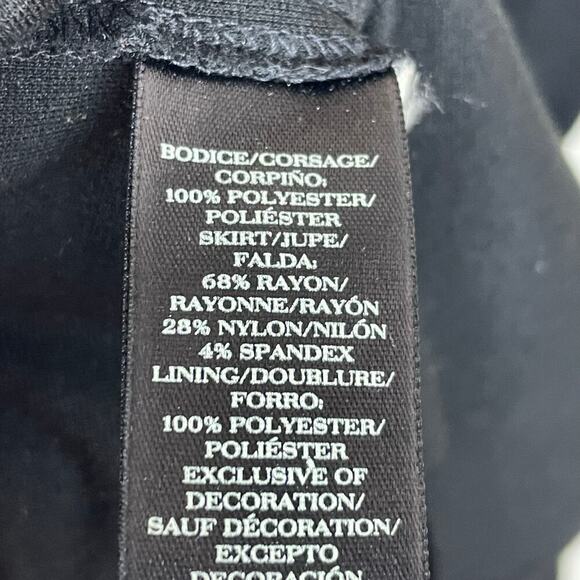 BODICE/CORSAGE/
CORPIÑO:
100% POLYESTER/
POLIÉSTER
SKIRT/JUPE/
FALDA:
68% RAYON/
RAYONNE/RAYÓN
28% NYLON/NILÓN
4% SPANDEX
LINING/DOUBLURE/
FORRO:
100% POLYESTER/
POLIÉSTER
EXCLUSIVE OF
DECORATION/
SAUF DÉCORATION/
EXCEPTO
DECORACIÓN